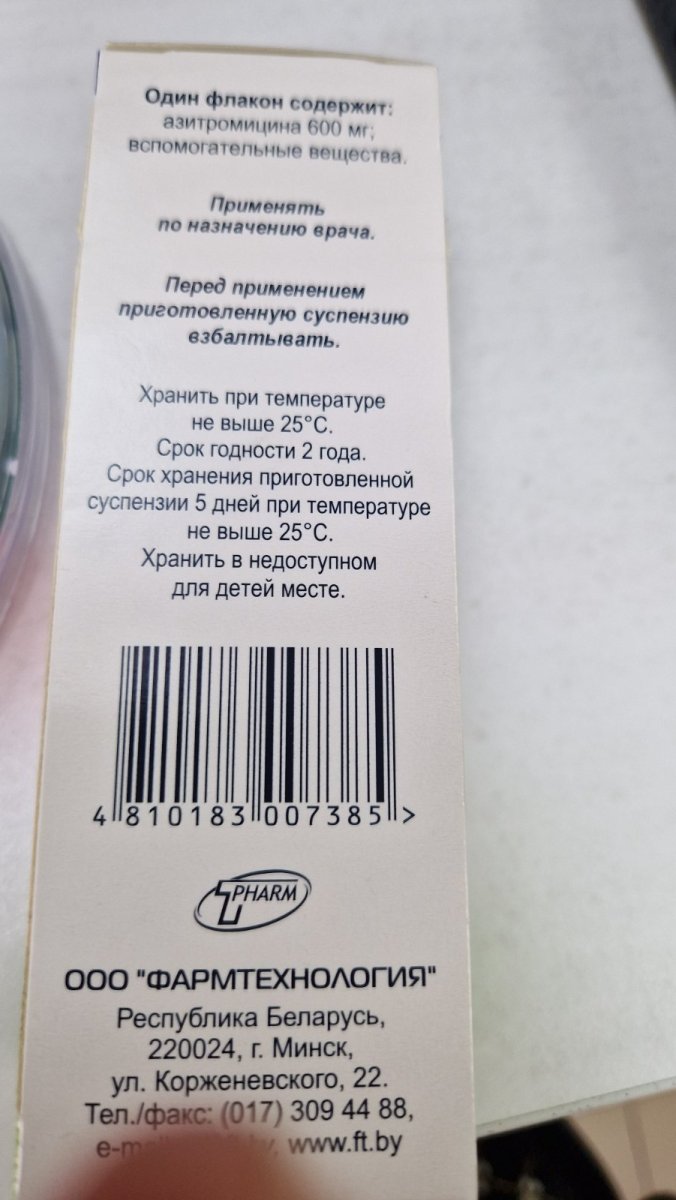 Один флакон содержит:
азитромицина 600 мг;
вспомогательные вещества.
Применять
по назначению врача.
Перед применением
приготовленную суспензию
взбалтывать.
Хранить при температуре
не выше 25°С.
Срок годности 2 года.
Срок хранения приготовленной
суспензии 5 дней при температуре
не выше 25°С.
Хранить в недоступном
для детей месте.
4 810183 007385 >
PHARM
ООО "ФАРМТЕХНОЛОГИЯ"
Республика Беларусь,
220024, г. Минск,
ул. Корженевского, 22.
Тел./факс: (017) 309 44 88,
www.ft.by